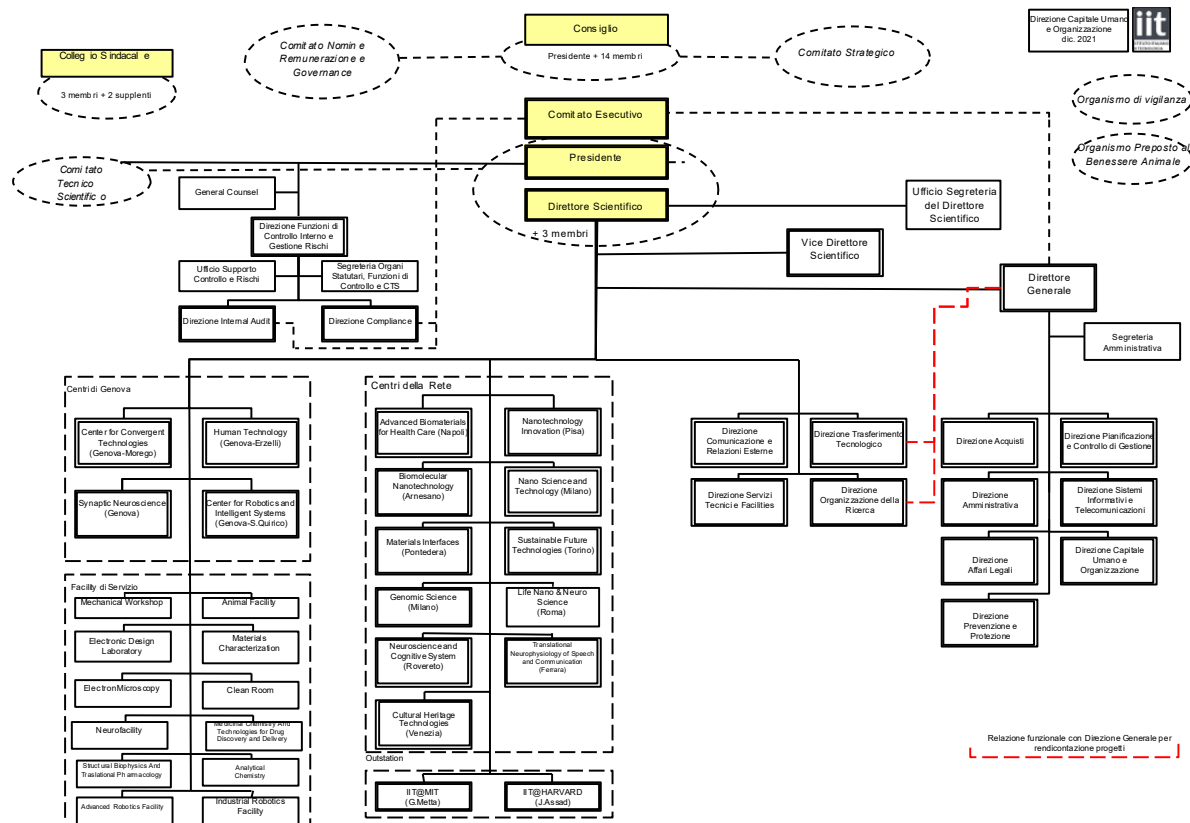 Consiglio
Presidente + 14 membri
Comitato Nomin e
Remunerazione e
Governance
Comitato Strategico
Direzione Capitale Umano
e Organizzazione
dic. 2021
iit
Colleg io Sindacal e
3 membri + 2 supplenti
Organismo di vigilanza
Organismo Preposto al
Benessere Animale
Comitato Esecutivo
Presidente
Direttore Scientifico
+ 3 membri
Comi tato
Tecnico
Scientific o
General Counsel
Direzione Funzioni di
Controllo Interno e
Gestione Rischi
Ufficio Supporto
Controllo e Rischi
Segreteria Organi
Statutari, Funzioni di
Controllo e CTS
Direzione Internal Audit
Direzione Compliance
Ufficio Segreteria
del Direttore
Scientifico
Vice Direttore
Scientifico
Direttore
Generale
Segreteria
Amministrativa
Centri di Genova
Center for Convergent
Technologies
(Genova-Morego)
Human Technology
(Genova-Erzelli)
Synaptic Neuroscience
(Genova)
Center for Robotics and
Intelligent Systems
(Genova-S.Quirico)
Facility di Servizio
Mechanical Workshop
Animal Facility
Electronic Design
Laboratory
Materials
Characterization
ElectronMicroscopy
Clean Room
Neurofacility
Medicinal Chemistry And
Technologies for Drug
Discovery and Delivery
Structural Biophysics And
Traslational Pharmacology
Analytical
Chemistry
Advanced Robotics Facility
Industrial Robotics
Facility
Centri della Rete
Advanced Biomaterials
for Health Care (Napoli)
Nanotechnology
Innovation (Pisa)
Biomolecular
Nanotechnology
(Arnesano)
Nano Science and
Technology (Milano)
Materials Interfaces
(Pontedera)
Sustainable Future
Technologies (Torino)
Genomic Science
(Milano)
Life Nano & Neuro
Science
(Roma)
Neuroscience and
Cognitive System
(Rovereto)
Translational
Neurophysiology of Speech
and Communication
(Ferrara)
Cultural Heritage
Technologies
(Venezia)
Outstation
IIT@MIT
(G.Metta)
IIT@HARVARD
(J.Assad)
Direzione
Comunicazione e
Relazioni Esterne
Direzione Trasferimento
Tecnologico
Direzione Servizi
Tecnici e Facilities
Direzione
Organizzazione della
Ricerca
Direzione Acquisti
Direzione Pianificazione
e Controllo di Gestione
Direzione
Amministrativa
Direzione Sistemi
Informativi e
Telecomunicazioni
Direzione
Affari Legali
Direzione Capitale
Umano e
Organizzazione
Direzione
Prevenzione e
Protezione
Relazione funzionale con Direzione Generale per
rendicontazione progetti